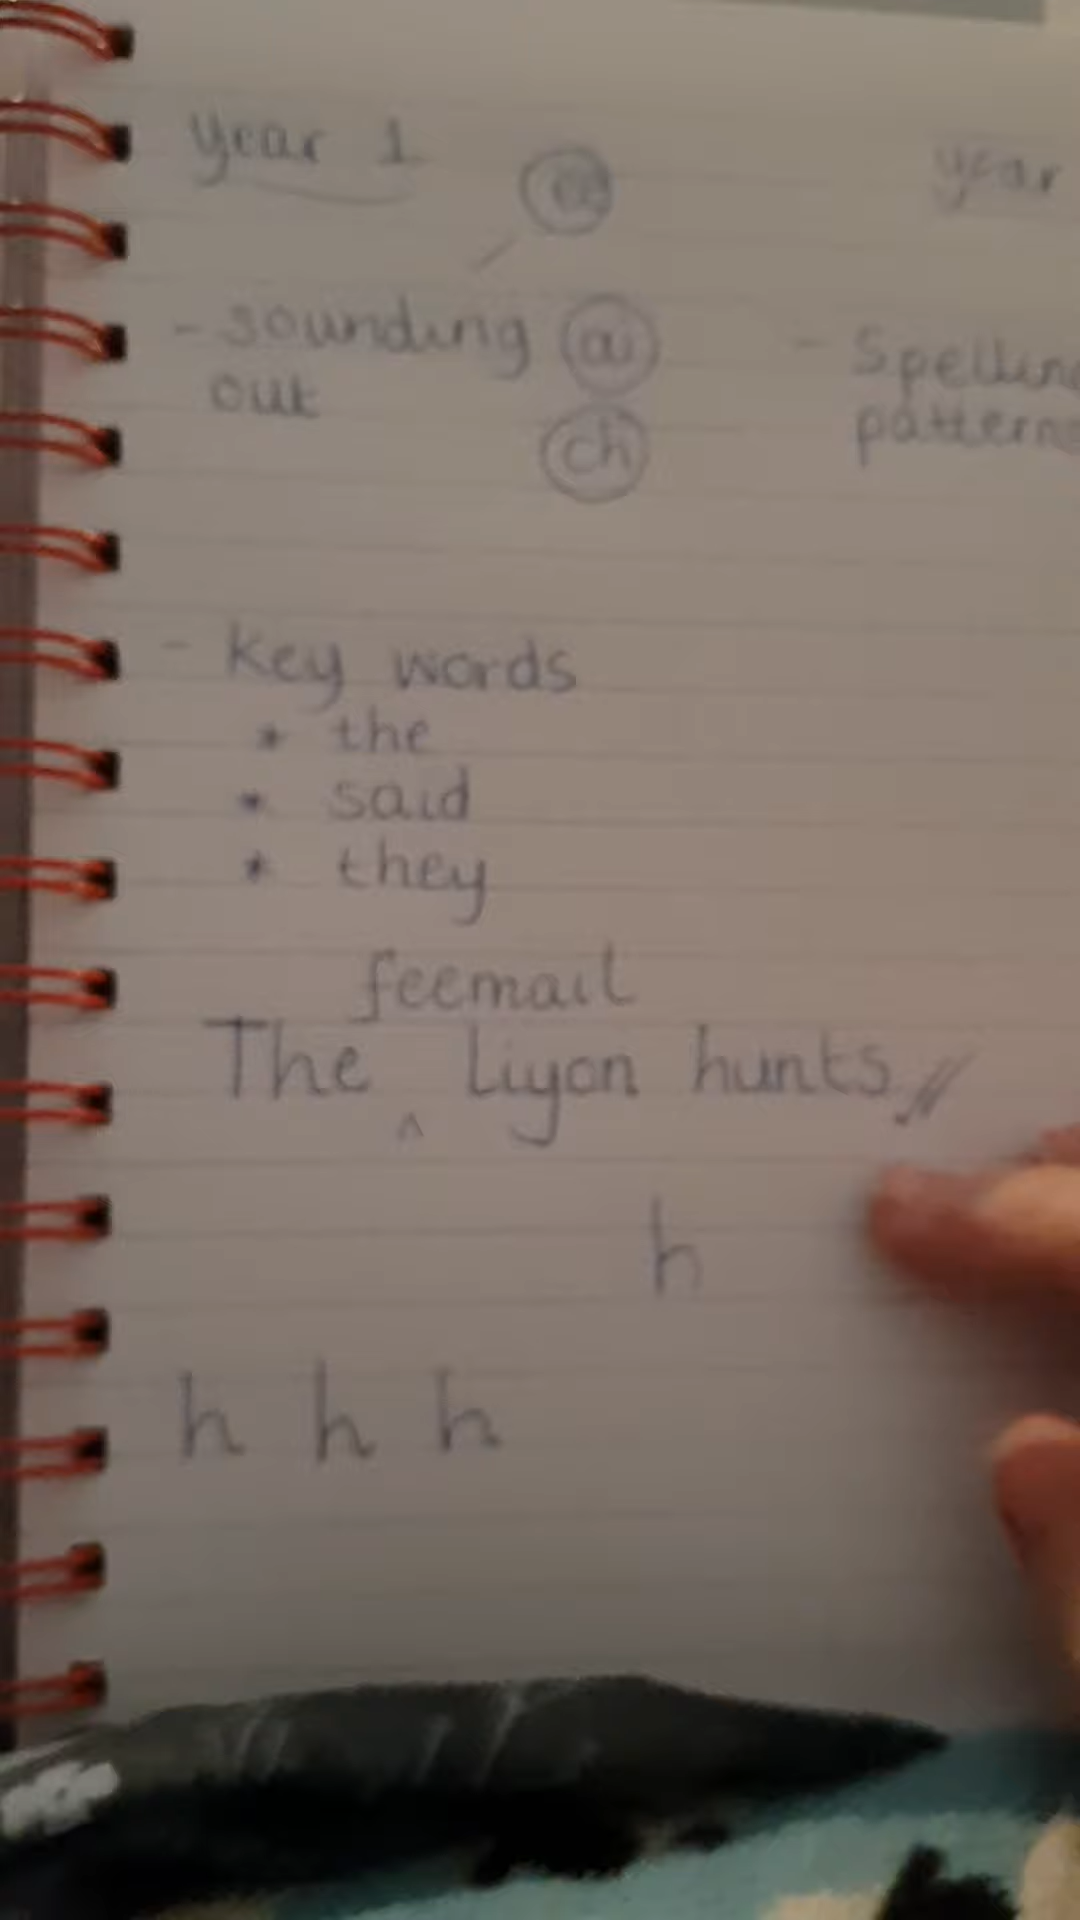 year 1
year
- sounding ai
out
ch
- Spelling
patterns
- key words
* the
* said
* they
feemail
The ^ Liyon hunts
h
h h h